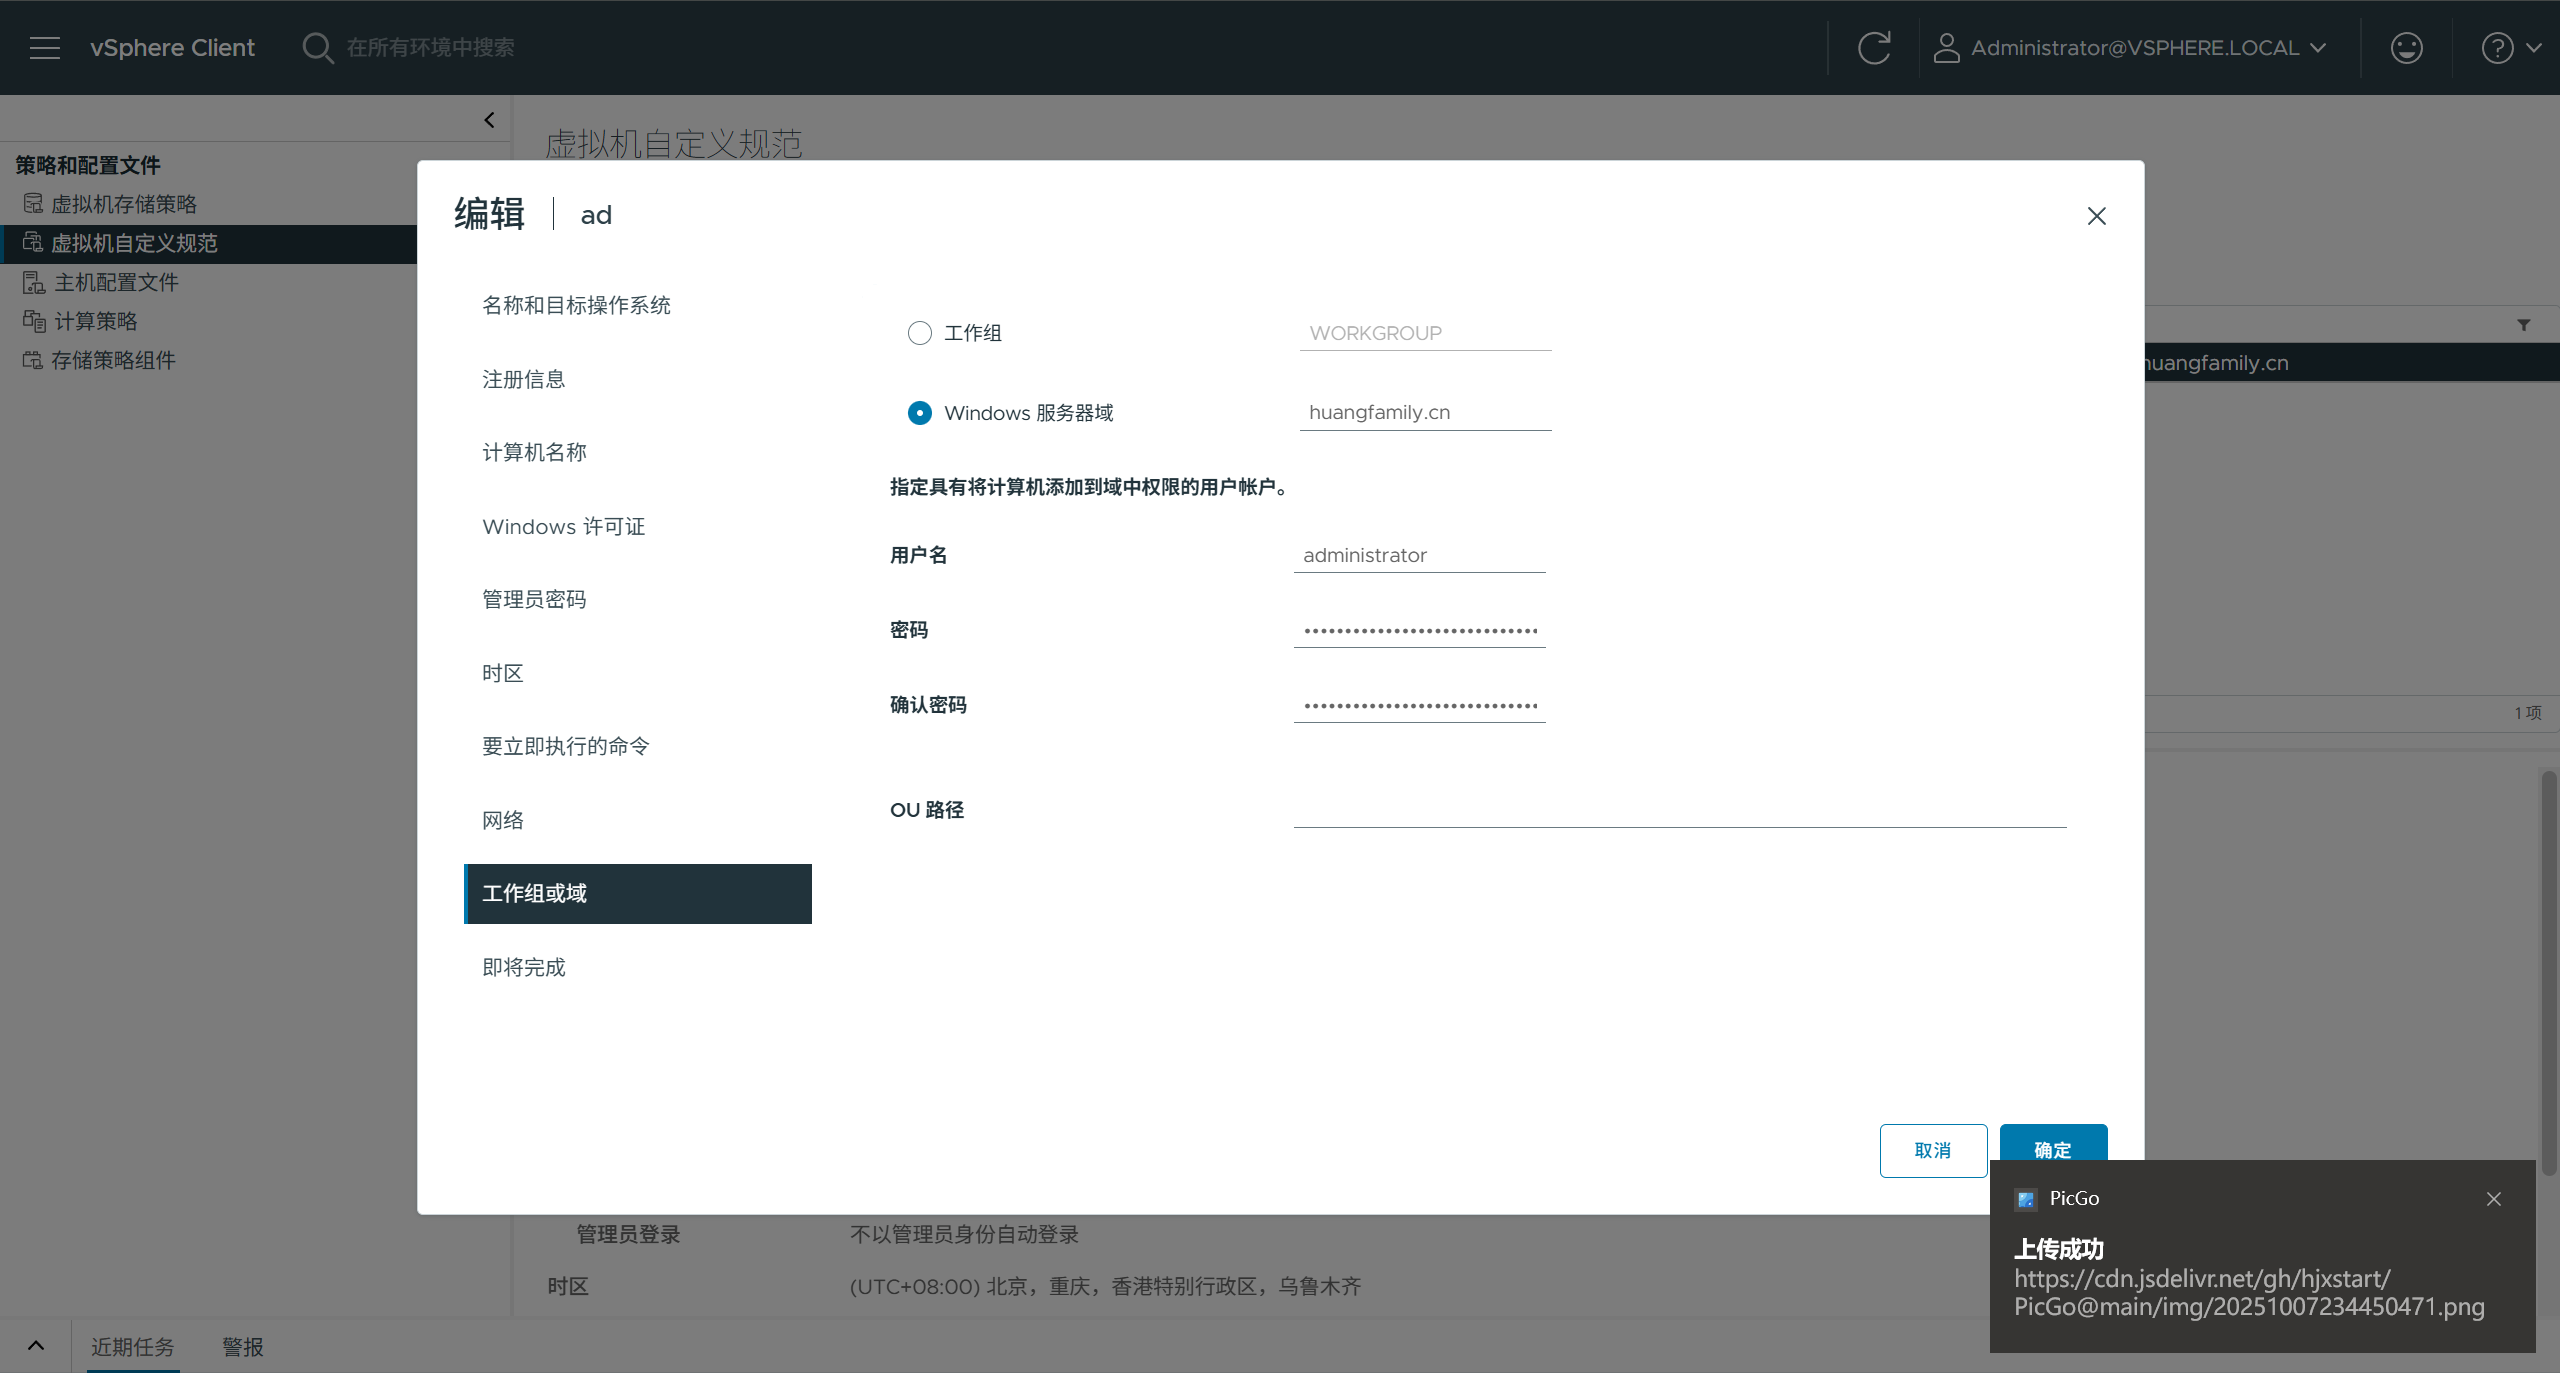 vSphere Client
在所有环境中搜索
Administrator@VSPHERE.LOCAL
策略和配置文件
虚拟机存储策略
虚拟机自定义规范
主机配置文件
计算策略
存储策略组件
虚拟机自定义规范
huangfamily.cn
1 项
编辑 ad
名称和目标操作系统
注册信息
计算机名称
Windows 许可证
管理员密码
时区
要立即执行的命令
网络
工作组或域
即将完成
工作组 WORKGROUP
Windows 服务器域 huangfamily.cn
指定具有将计算机添加到域中权限的用户帐户。
用户名 administrator
密码
确认密码
OU 路径
取消 确定
管理员登录 不以管理员身份自动登录
时区 (UTC+08:00) 北京，重庆，香港特别行政区，乌鲁木齐
近期任务 警报
PicGo
上传成功
https://cdn.jsdelivr.net/gh/hjxstart/
PicGo@main/img/20251007234450471.png